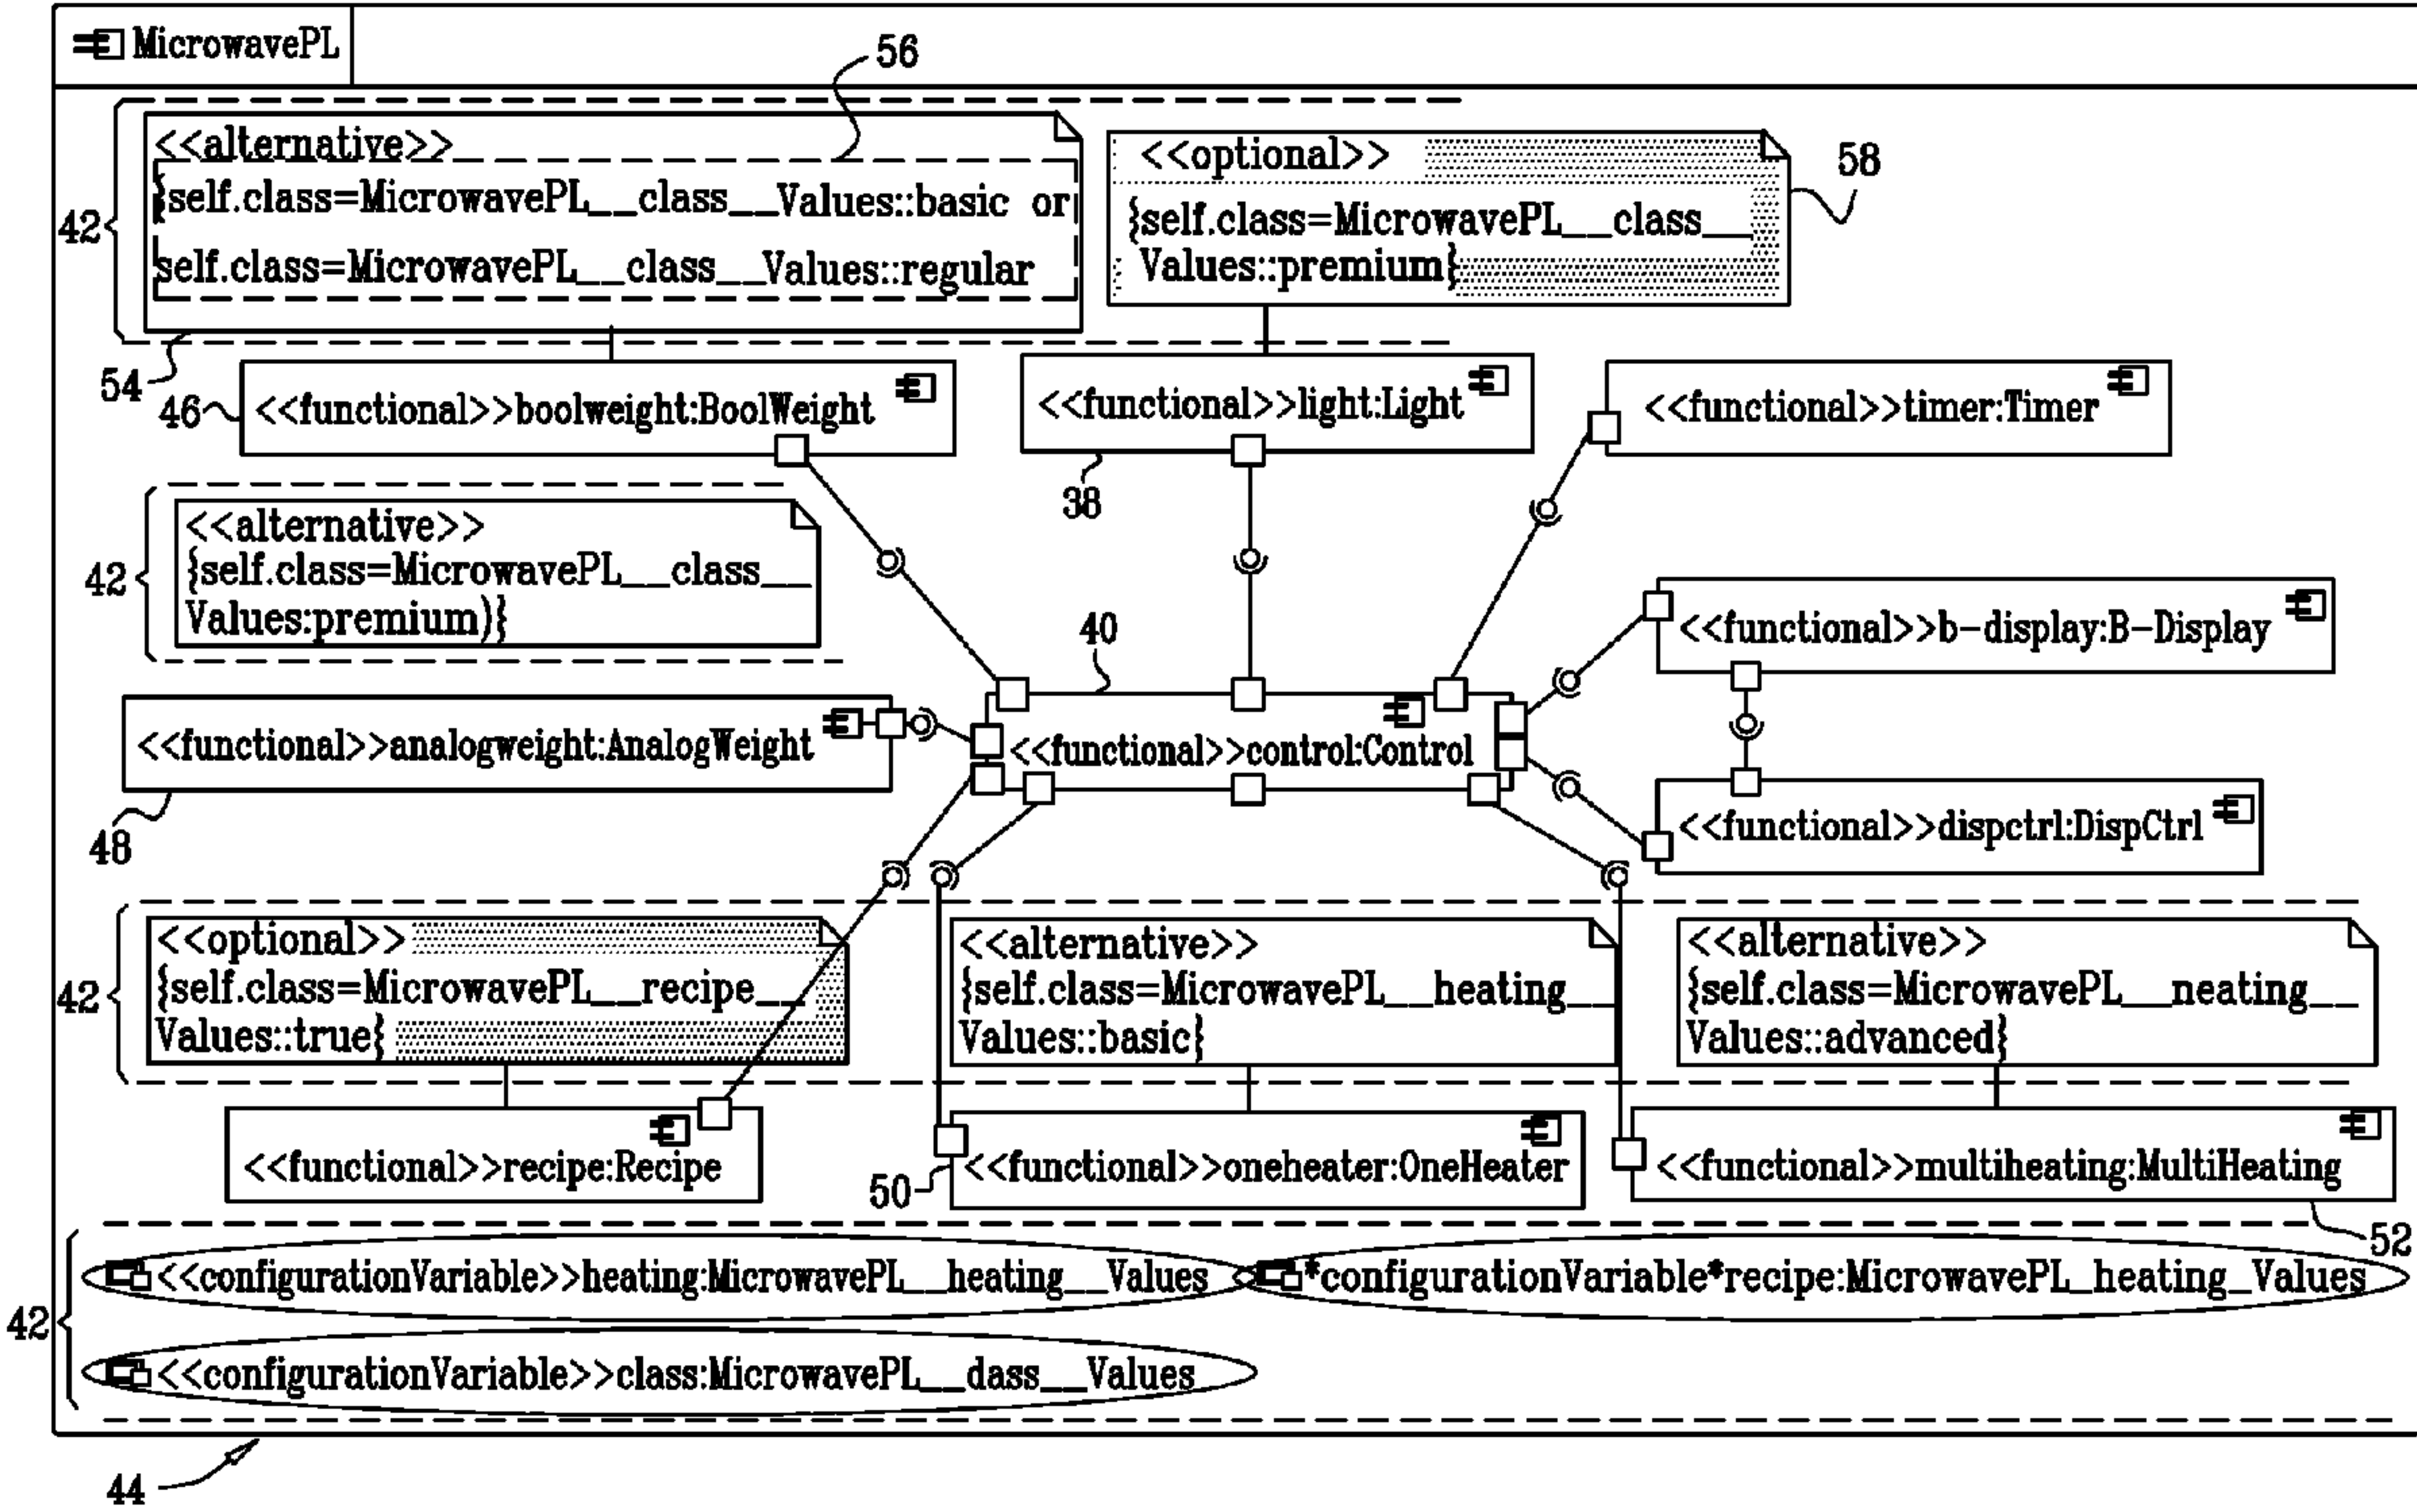 MicrowavePL
56
<<alternative>>
{self.class=MicrowavePL__class__Values::basic or
self.class=MicrowavePL__class__Values::regular
<<optional>>
{self.class=MicrowavePL__class__
Values::premium{
58
42
54
46
<<functional>>boolweight:BoolWeight
<<functional>>light:Light
<<functional>>timer:Timer
38
42
<<alternative>>
{self.class=MicrowavePL__class__
Values:premium)}
40
<<functional>>b-display:B-Display
<<functional>>analogweight:AnalogWeight
<<functional>>control:Control
<<functional>>dispctrl:DispCtrl
48
42
<<optional>>
{self.class=MicrowavePL__recipe__
Values::true{
<<alternative>>
{self.class=MicrowavePL__heating__
Values::basic{
<<alternative>>
{self.class=MicrowavePL__neating__
Values::advanced{
<<functional>>recipe:Recipe
50
<<functional>>oneheater:OneHeater
<<functional>>multiheating:MultiHeating
52
42
<<configurationVariable>>heating:MicrowavePL__heating__Values
*configurationVariable*recipe:MicrowavePL_heating_Values
<<configurationVariable>>class:MicrowavePL__dass__Values
44